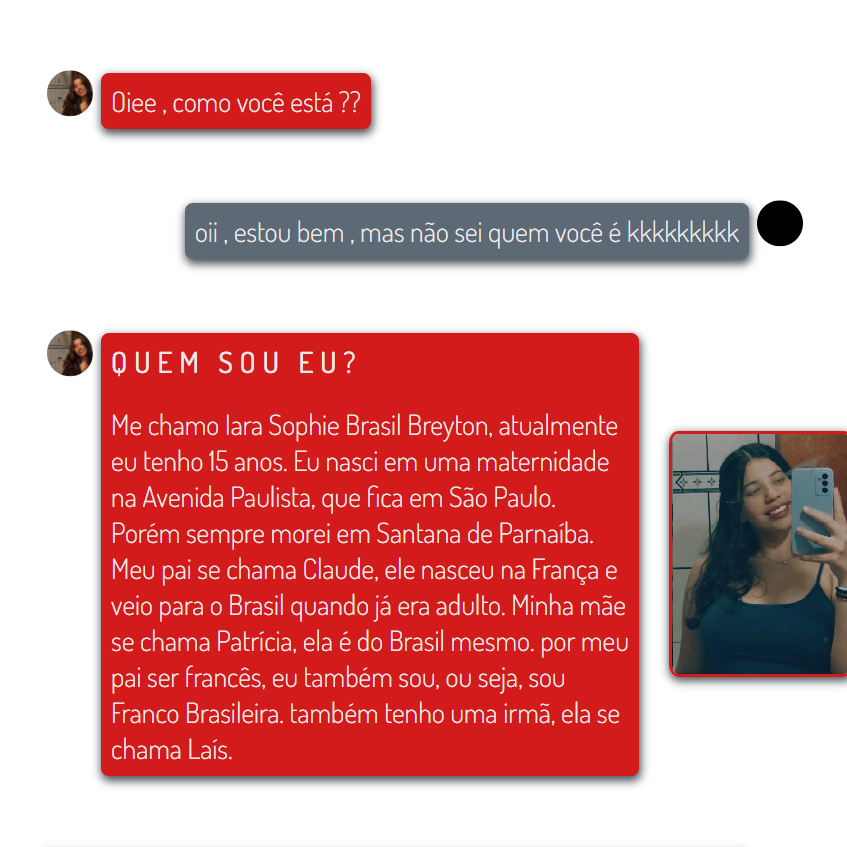 Oiee , como você está ??
oii , estou bem , mas não sei quem você é kkkkkkkkk
QUEM SOU EU?
Me chamo Iara Sophie Brasil Breyton, atualmente
eu tenho 15 anos. Eu nasci em uma maternidade
na Avenida Paulista, que fica em São Paulo.
Porém sempre morei em Santana de Parnaíba.
Meu pai se chama Claude, ele nasceu na França e
veio para o Brasil quando já era adulto. Minha mãe
se chama Patrícia, ela é do Brasil mesmo. por meu
pai ser francês, eu também sou, ou seja, sou
Franco Brasileira. também tenho uma irmã, ela se
chama Laís.